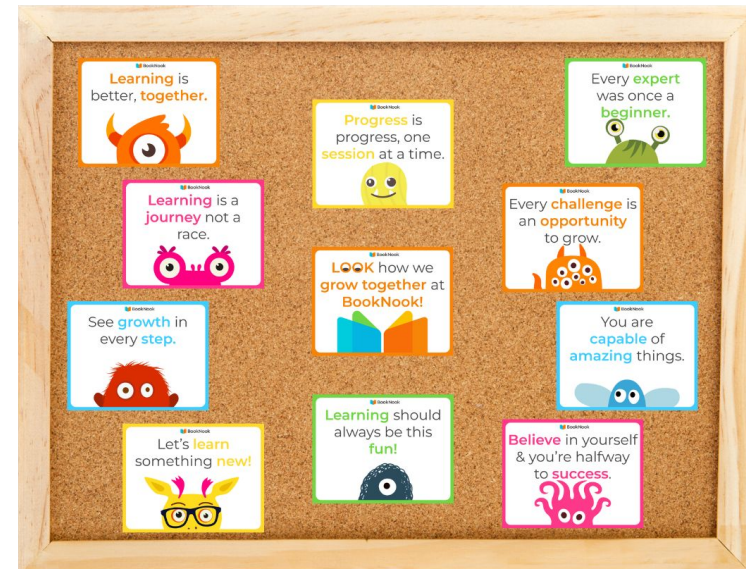 BookNook
Learning is
better, together.
BookNook
Progress is
progress, one
session at a time.
BookNook
Every expert
was once a
beginner.
BookNook
Learning is a
journey not a
race.
BookNook
Every challenge is
an opportunity
to grow.
BookNook
LOOK how we
grow together at
BookNook!
BookNook
See growth in
every step.
BookNook
You are
capable of
amazing things.
BookNook
Let's learn
something new!
BookNook
Learning should
always be this
fun!
BookNook
Believe in yourself
& you're halfway
to success.